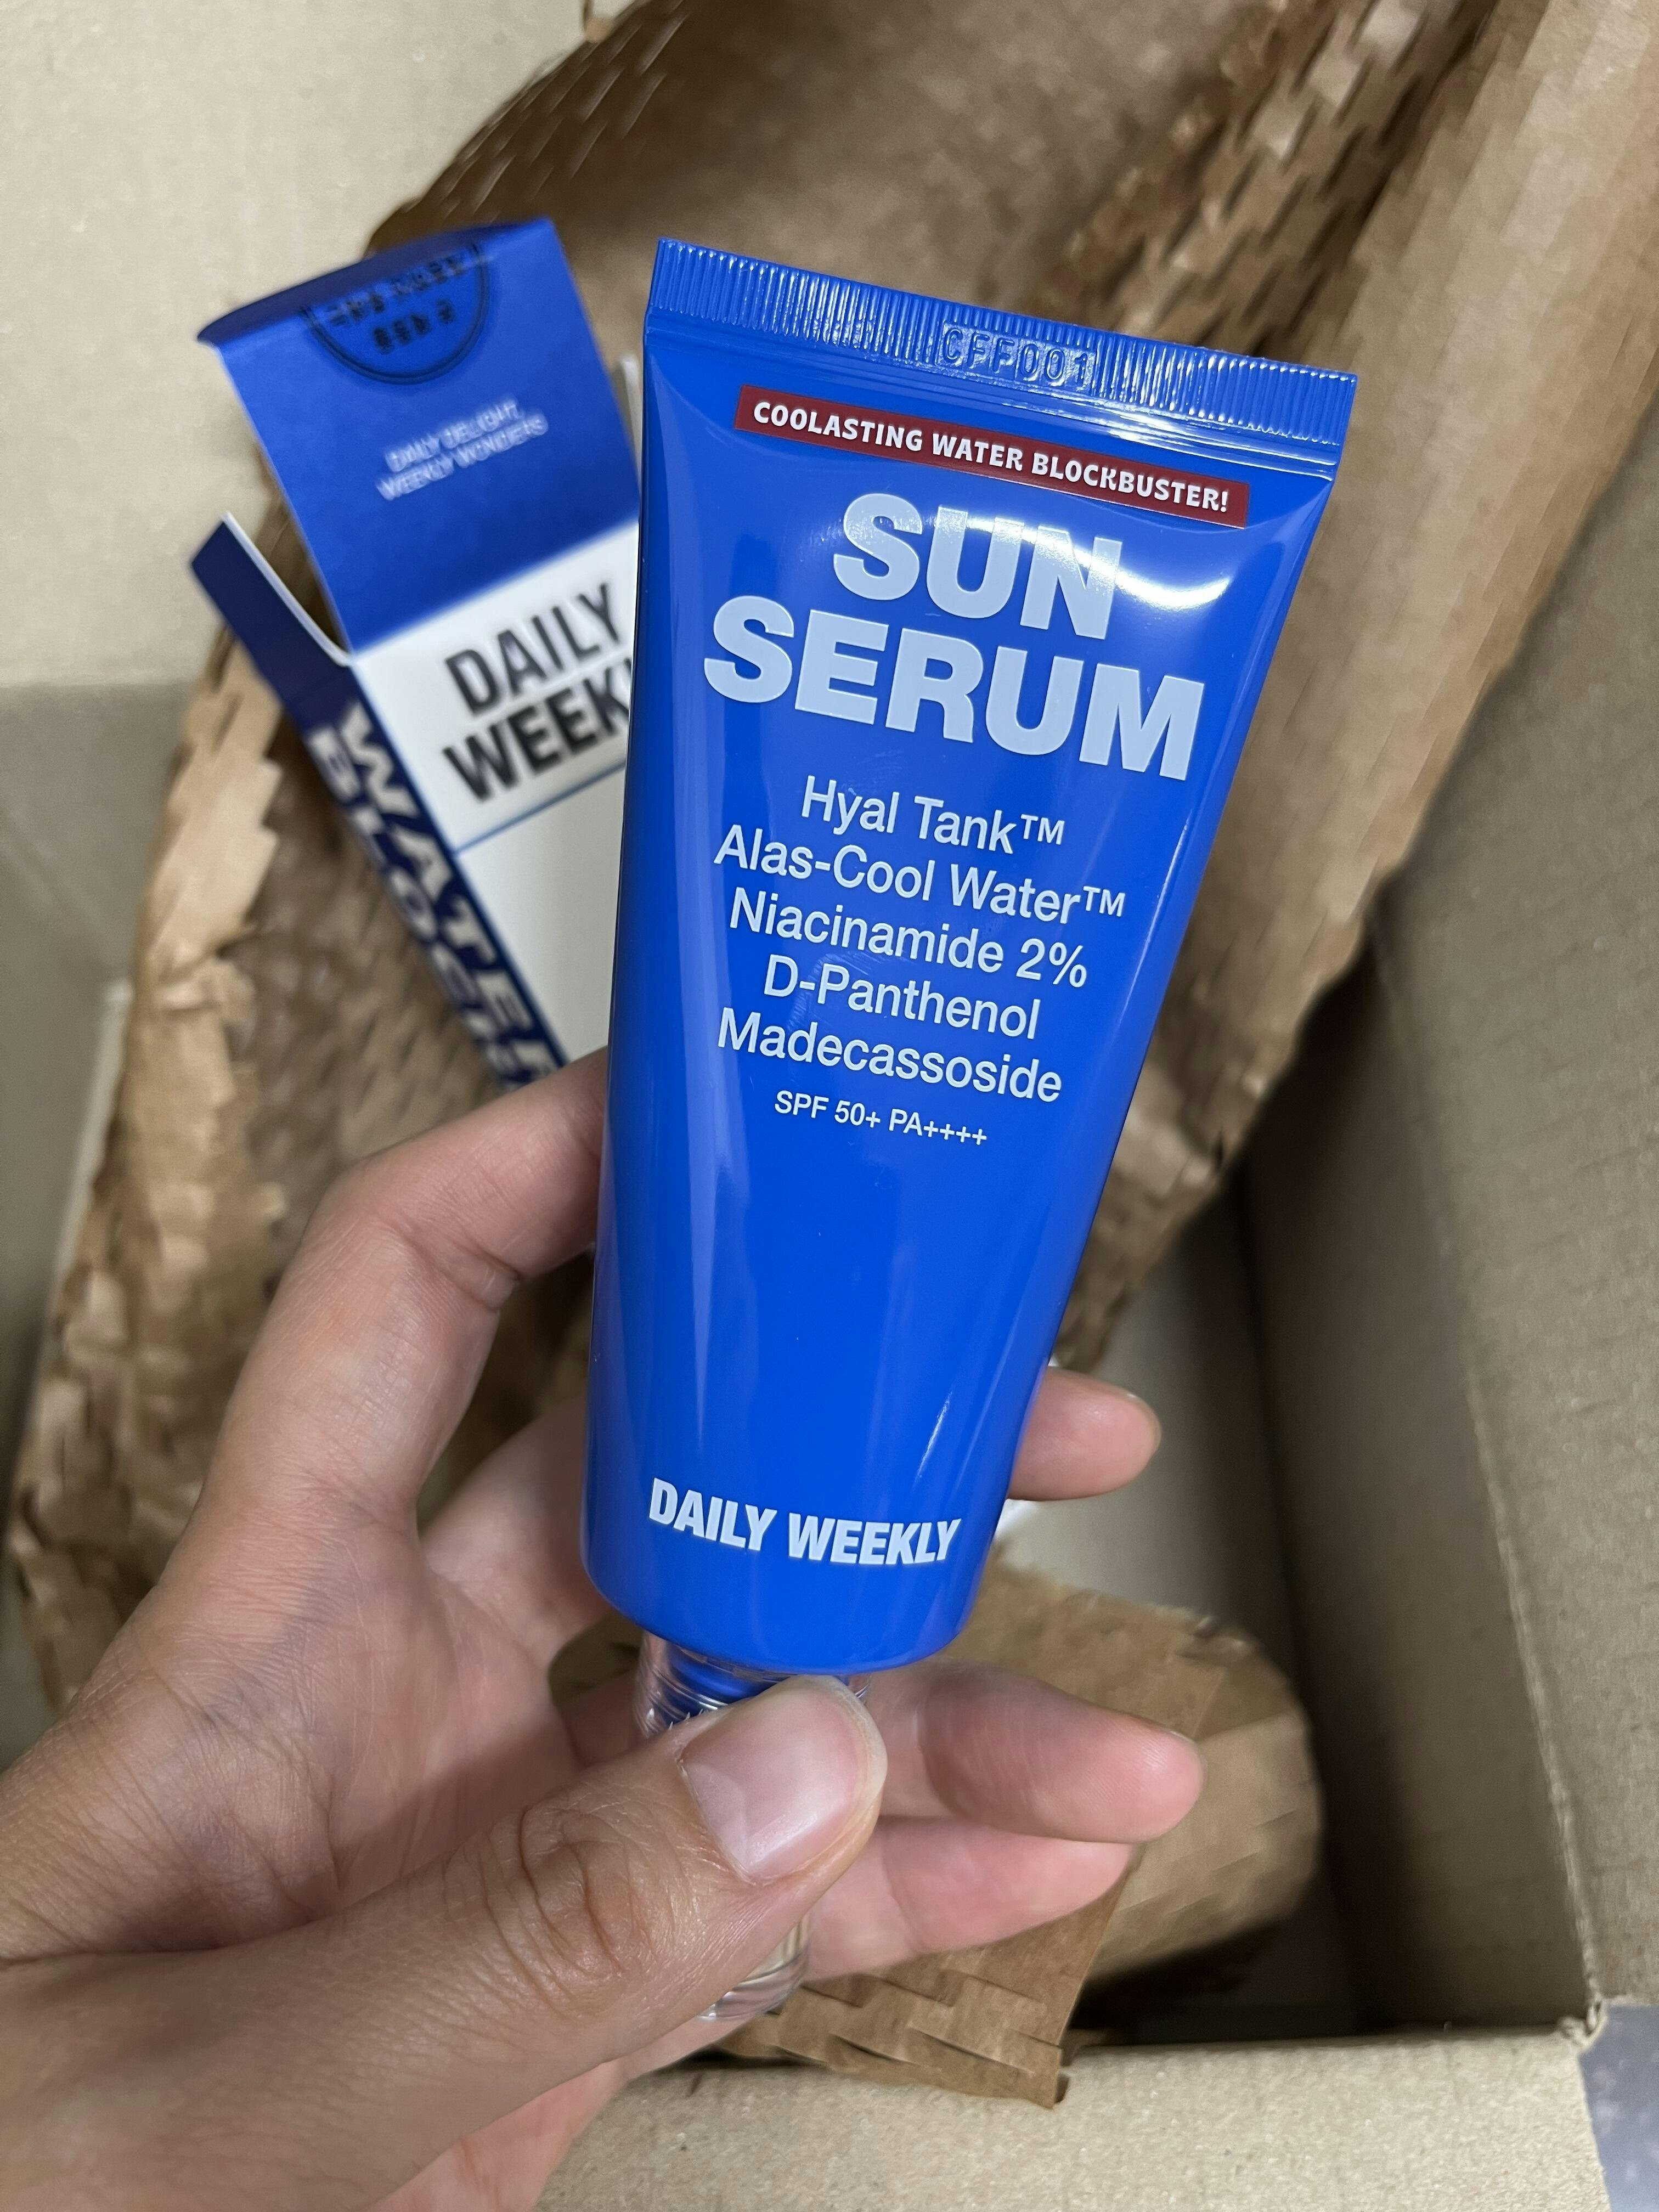 CFF001
COOLASTING WATER BLOCKBUSTER!
SUN
SERUM
Hyal Tank™
Alas-Cool Water™
Niacinamide 2%
D-Panthenol
Madecassoside
SPF 50+ PA++++
DAILY WEEKLY
DAILY DELIGHT,
WEEKLY WONDERS
DAILY
WATER